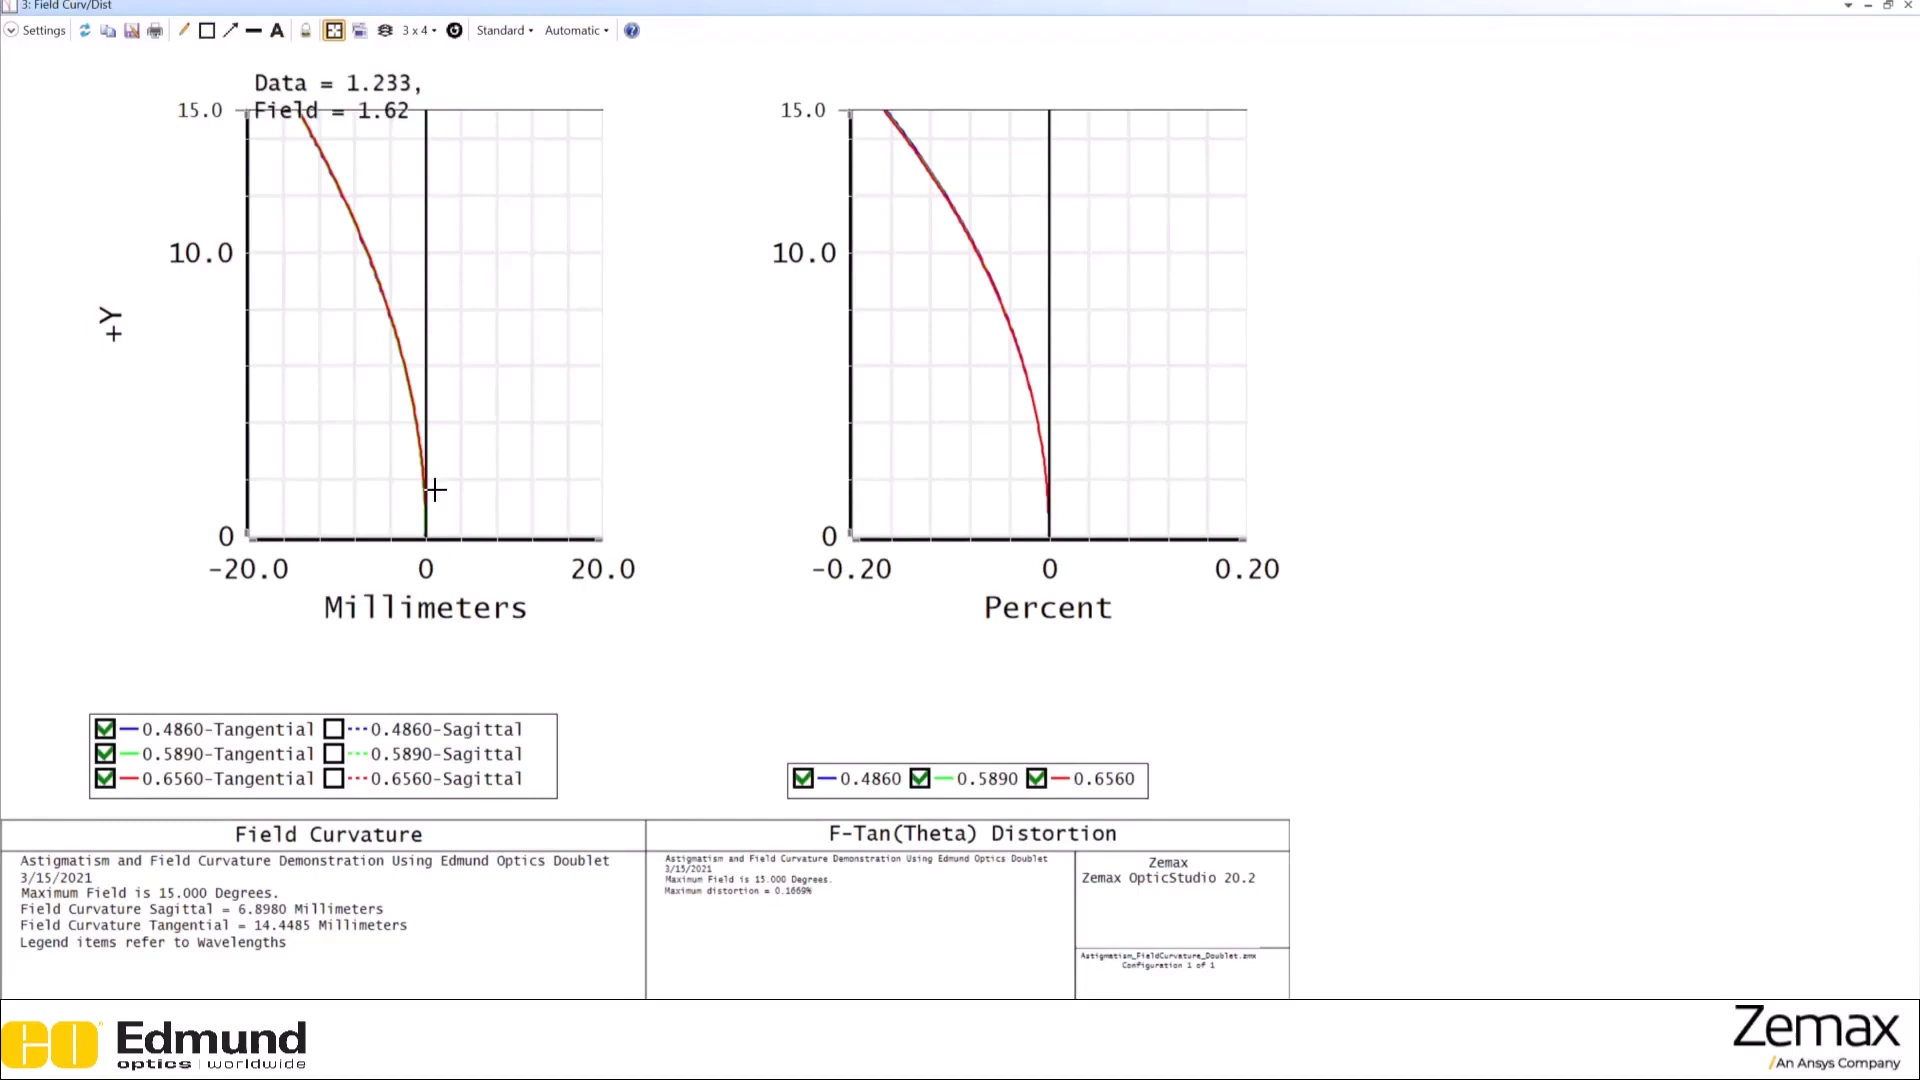 3: Field Curv/Dist
Settings
3 x 4
Standard
Automatic
Data = 1.233,
Field = 1.62
15.0
10.0
0
+Y
-20.0 0 20.0
Millimeters
15.0
10.0
0
-0.20 0 0.20
Percent
0.4860-Tangential 0.4860-Sagittal
0.5890-Tangential 0.5890-Sagittal
0.6560-Tangential 0.6560-Sagittal
0.4860 0.5890 0.6560
Field Curvature
Astigmatism and Field Curvature Demonstration Using Edmund Optics Doublet
3/15/2021
Maximum Field is 15.000 Degrees.
Field Curvature Sagittal = 6.8980 Millimeters
Field Curvature Tangential = 14.4485 Millimeters
Legend items refer to Wavelengths
F-Tan(Theta) Distortion
Astigmatism and Field Curvature Demonstration Using Edmund Optics Doublet
3/15/2021
Maximum Field is 15.000 Degrees.
Maximum distortion = 0.1669%
Zemax
Zemax OpticStudio 20.2
Astigmatism_FieldCurvature_Doublet.zmx
Configuration 1 of 1
EO Edmund
optics | worldwide
Zemax
An Ansys Company